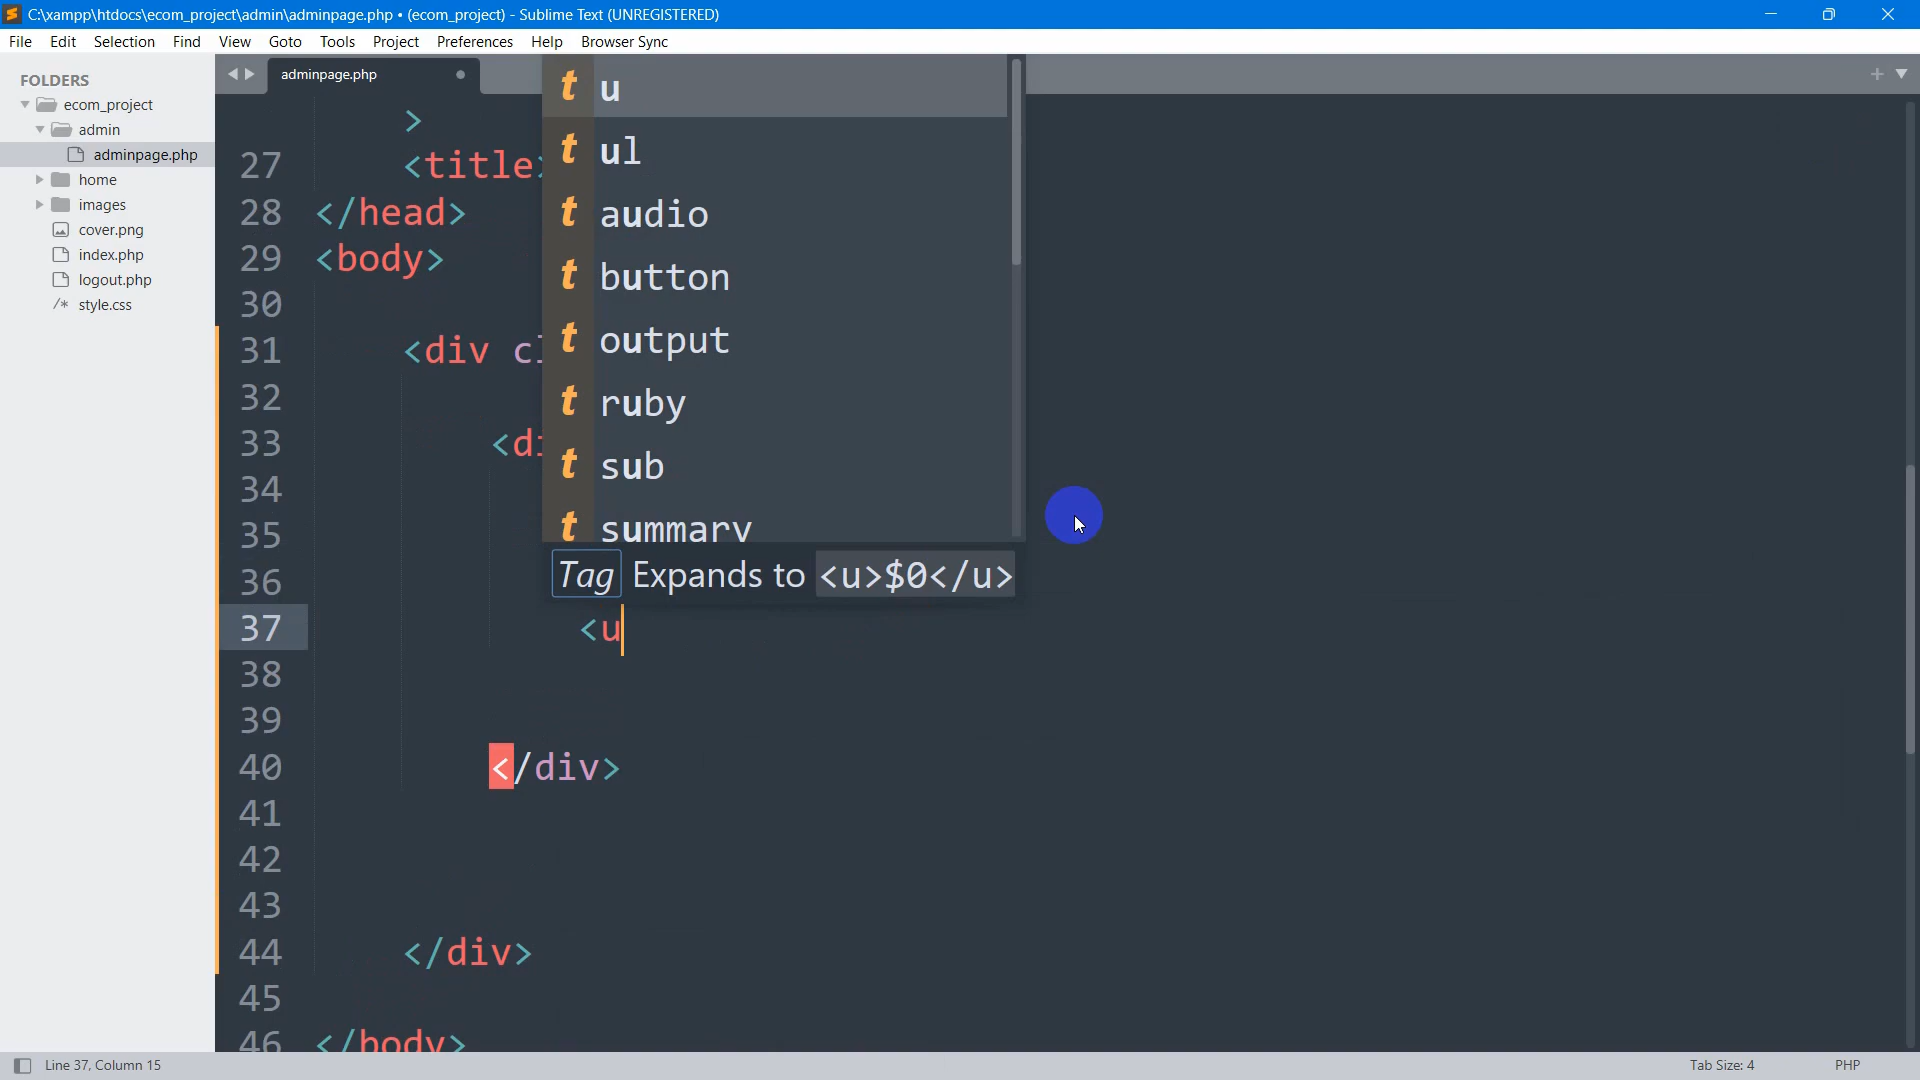 C:\xampp\htdocs\ecom_project\admin\adminpage.php • (ecom_project) - Sublime Text (UNREGISTERED)
File Edit Selection Find View Goto Tools Project Preferences Help Browser Sync
FOLDERS
ecom_project
admin
adminpage.php
home
images
cover.png
index.php
logout.php
/* style.css
adminpage.php
>
27 <title>
28 </head>
29 <body>
30
31 <div cl
32
33 <di
34
35
36
37 <u
38
39
40 </div>
41
42
43
44 </div>
45
46 </body>
t u
t ul
t audio
t button
t output
t ruby
t sub
t summary
Tag Expands to <u>$0</u>
Line 37, Column 15
Tab Size: 4
PHP